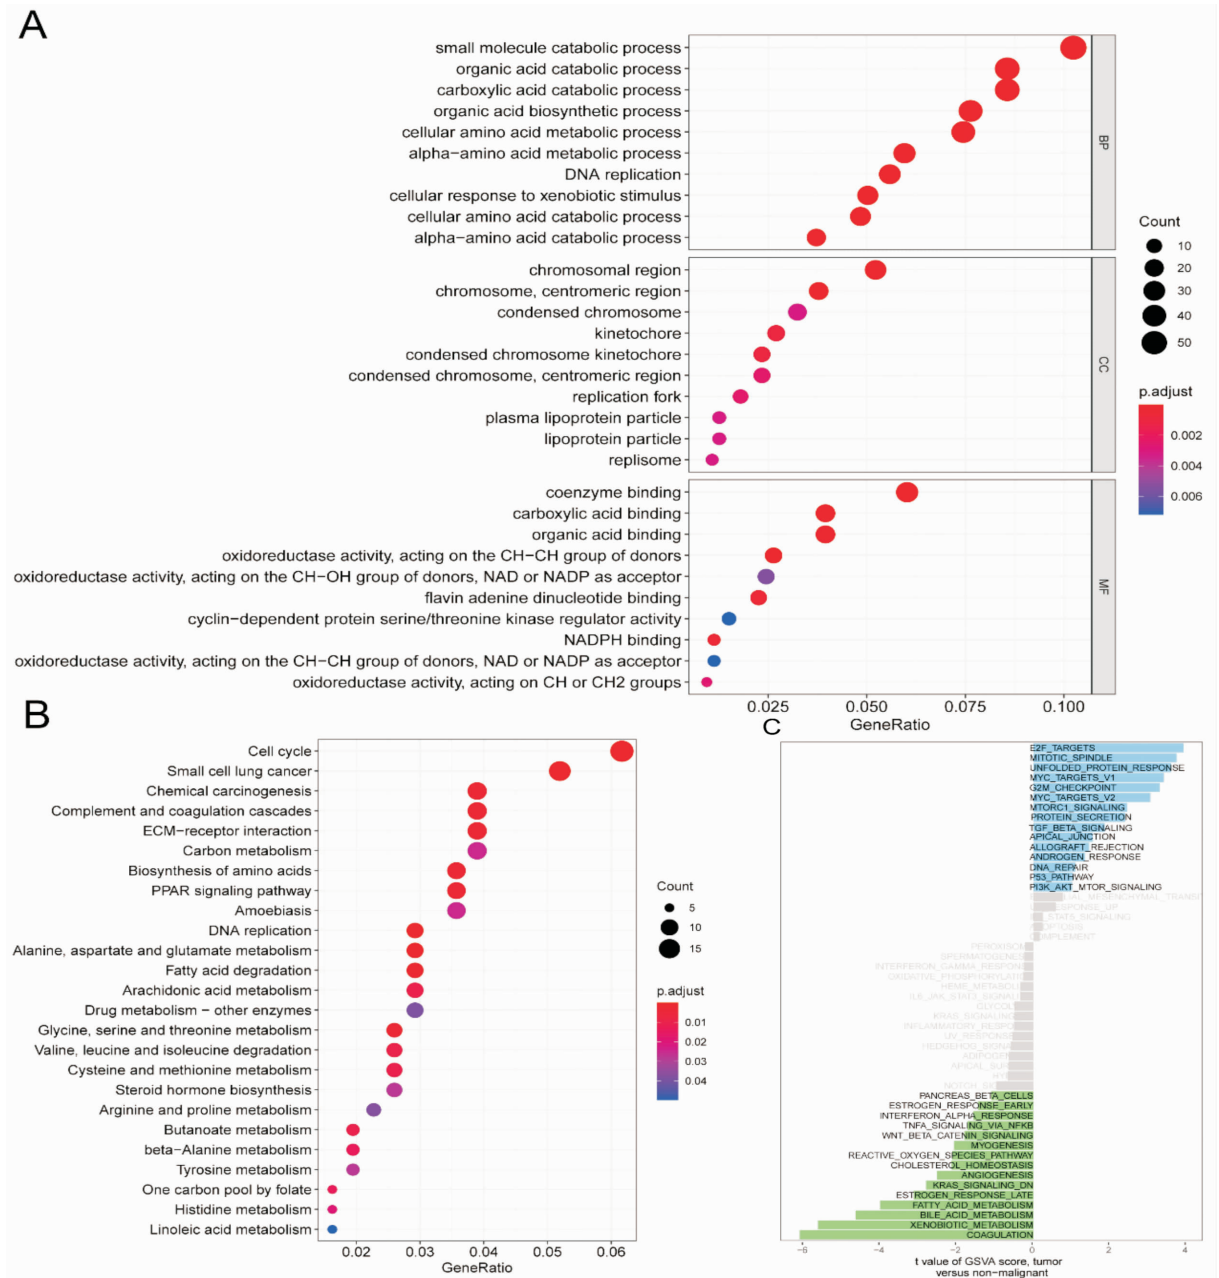 A
small molecule catabolic process
organic acid catabolic process
carboxylic acid catabolic process
organic acid biosynthetic process
cellular amino acid metabolic process
alpha−amino acid metabolic process
DNA replication
cellular response to xenobiotic stimulus
cellular amino acid catabolic process
alpha−amino acid catabolic process
BP
chromosomal region
chromosome, centromeric region
condensed chromosome
kinetochore
condensed chromosome kinetochore
condensed chromosome, centromeric region
replication fork
plasma lipoprotein particle
lipoprotein particle
replisome
CC
coenzyme binding
carboxylic acid binding
organic acid binding
oxidoreductase activity, acting on the CH−CH group of donors
oxidoreductase activity, acting on the CH−OH group of donors, NAD or NADP as acceptor
flavin adenine dinucleotide binding
cyclin−dependent protein serine/threonine kinase regulator activity
NADPH binding
oxidoreductase activity, acting on the CH−CH group of donors, NAD or NADP as acceptor
oxidoreductase activity, acting on CH or CH2 groups
MF
0.025 0.050 0.075 0.100
GeneRatio
Count
10
20
30
40
50
p.adjust
0.002
0.004
0.006
B
Cell cycle
Small cell lung cancer
Chemical carcinogenesis
Complement and coagulation cascades
ECM−receptor interaction
Carbon metabolism
Biosynthesis of amino acids
PPAR signaling pathway
Amoebiasis
DNA replication
Alanine, aspartate and glutamate metabolism
Fatty acid degradation
Arachidonic acid metabolism
Drug metabolism − other enzymes
Glycine, serine and threonine metabolism
Valine, leucine and isoleucine degradation
Cysteine and methionine metabolism
Steroid hormone biosynthesis
Arginine and proline metabolism
Butanoate metabolism
beta−Alanine metabolism
Tyrosine metabolism
One carbon pool by folate
Histidine metabolism
Linoleic acid metabolism
0.02 0.03 0.04 0.05 0.06
GeneRatio
Count
5
10
15
p.adjust
0.01
0.02
0.03
0.04
C
E2F_TARGETS
MITOTIC_SPINDLE
UNFOLDED_PROTEIN_RESPONSE
MYC_TARGETS_V1
G2M_CHECKPOINT
MYC_TARGETS_V2
MTORC1_SIGNALING
PROTEIN_SECRETION
TGF_BETA_SIGNALING
APICAL_JUNCTION
ALLOGRAFT_REJECTION
ANDROGEN_RESPONSE
DNA_REPAIR
P53_PATHWAY
PI3K_AKT_MTOR_SIGNALING
PANCREAS_BETA_CELLS
ESTROGEN_RESPONSE_EARLY
INTERFERON_ALPHA_RESPONSE
TNFA_SIGNALING_VIA_NFKB
WNT_BETA_CATENIN_SIGNALING
MYOGENESIS
REACTIVE_OXYGEN_SPECIES_PATHWAY
CHOLESTEROL_HOMEOSTASIS
ANGIOGENESIS
KRAS_SIGNALING_DN
ESTROGEN_RESPONSE_LATE
FATTY_ACID_METABOLISM
BILE_ACID_METABOLISM
XENOBIOTIC_METABOLISM
COAGULATION
−6 −4 −2 0 2 4
t value of GSVA score, tumor
versus non−malignant